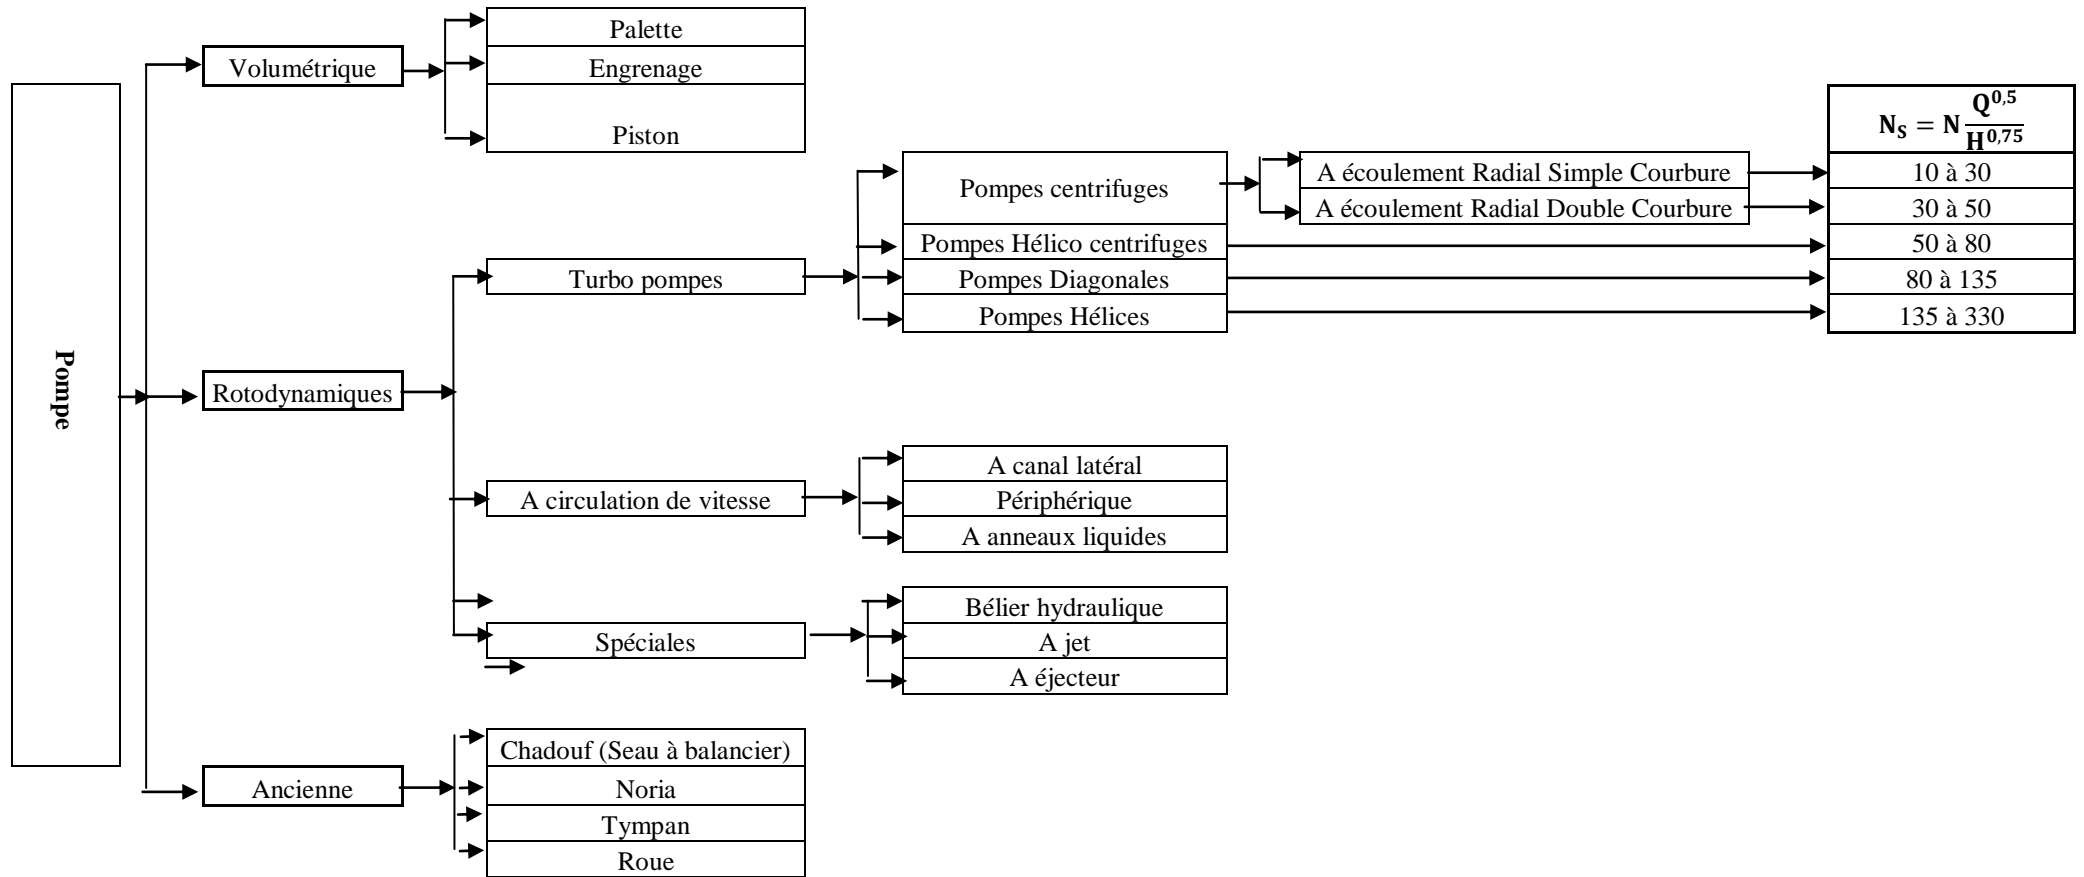 Palette
Volumétrique
Engrenage
Piston
N_S = N Q^0,5 / H^0,75
Pompes centrifuges
A écoulement Radial Simple Courbure
10 à 30
A écoulement Radial Double Courbure
30 à 50
Pompes Hélico centrifuges
50 à 80
Turbo pompes
Pompes Diagonales
80 à 135
Pompes Hélices
135 à 330
Pompe
Rotodynamiques
A canal latéral
A circulation de vitesse
Périphérique
A anneaux liquides
Bélier hydraulique
Spéciales
A jet
A éjecteur
Chadouf (Seau à balancier)
Ancienne
Noria
Tympan
Roue